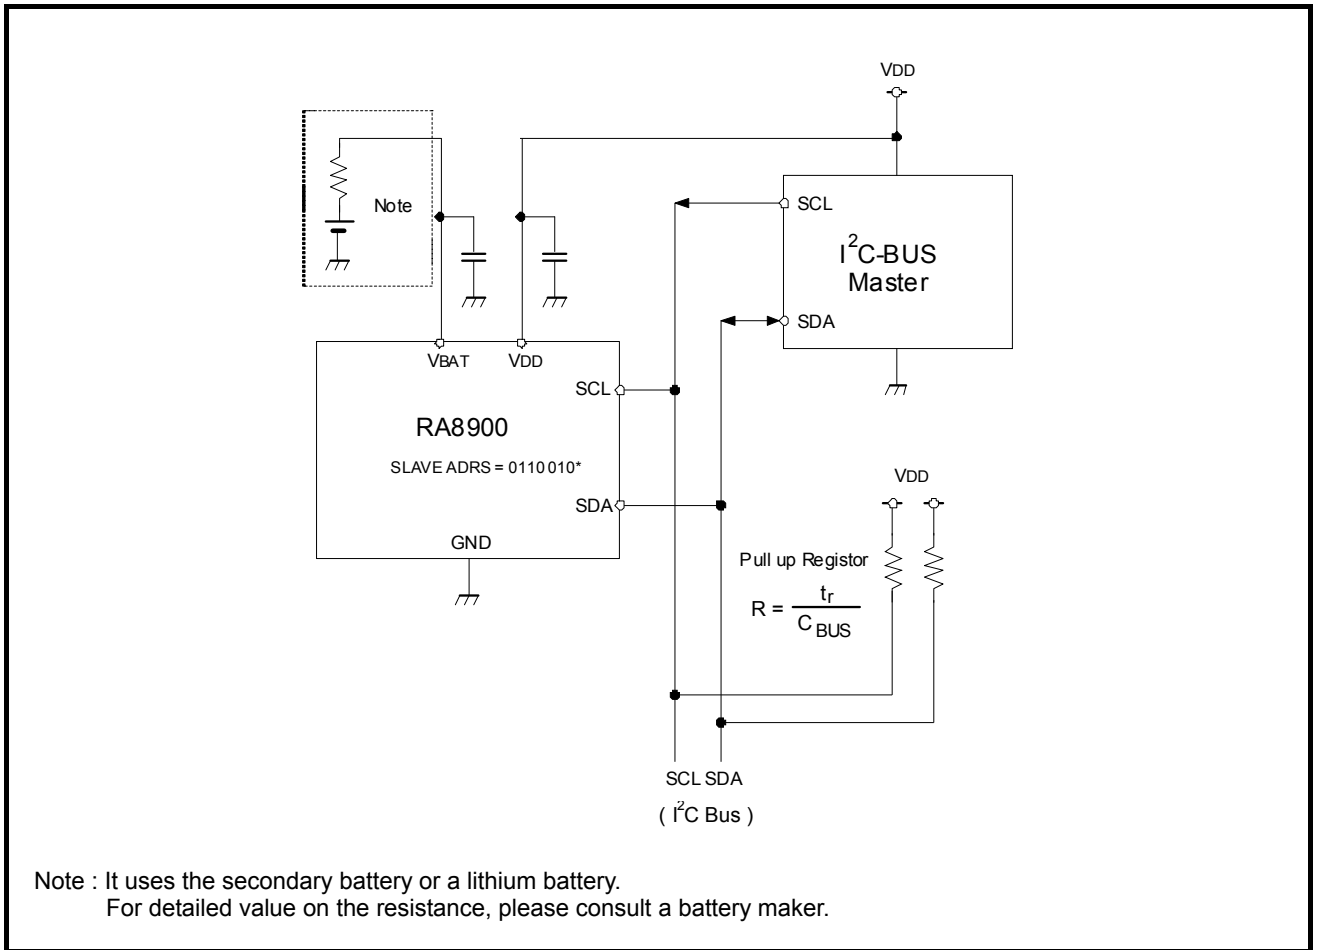 VDD
Note
SCL
I²C-BUS
Master
SDA
VBAT VDD
SCL
RA8900
SLAVE ADRS = 0110 010*
SDA
GND
VDD
Pull up Registor
R = tr / C BUS
SCL SDA
( I²C Bus )
Note : It uses the secondary battery or a lithium battery.
For detailed value on the resistance, please consult a battery maker.